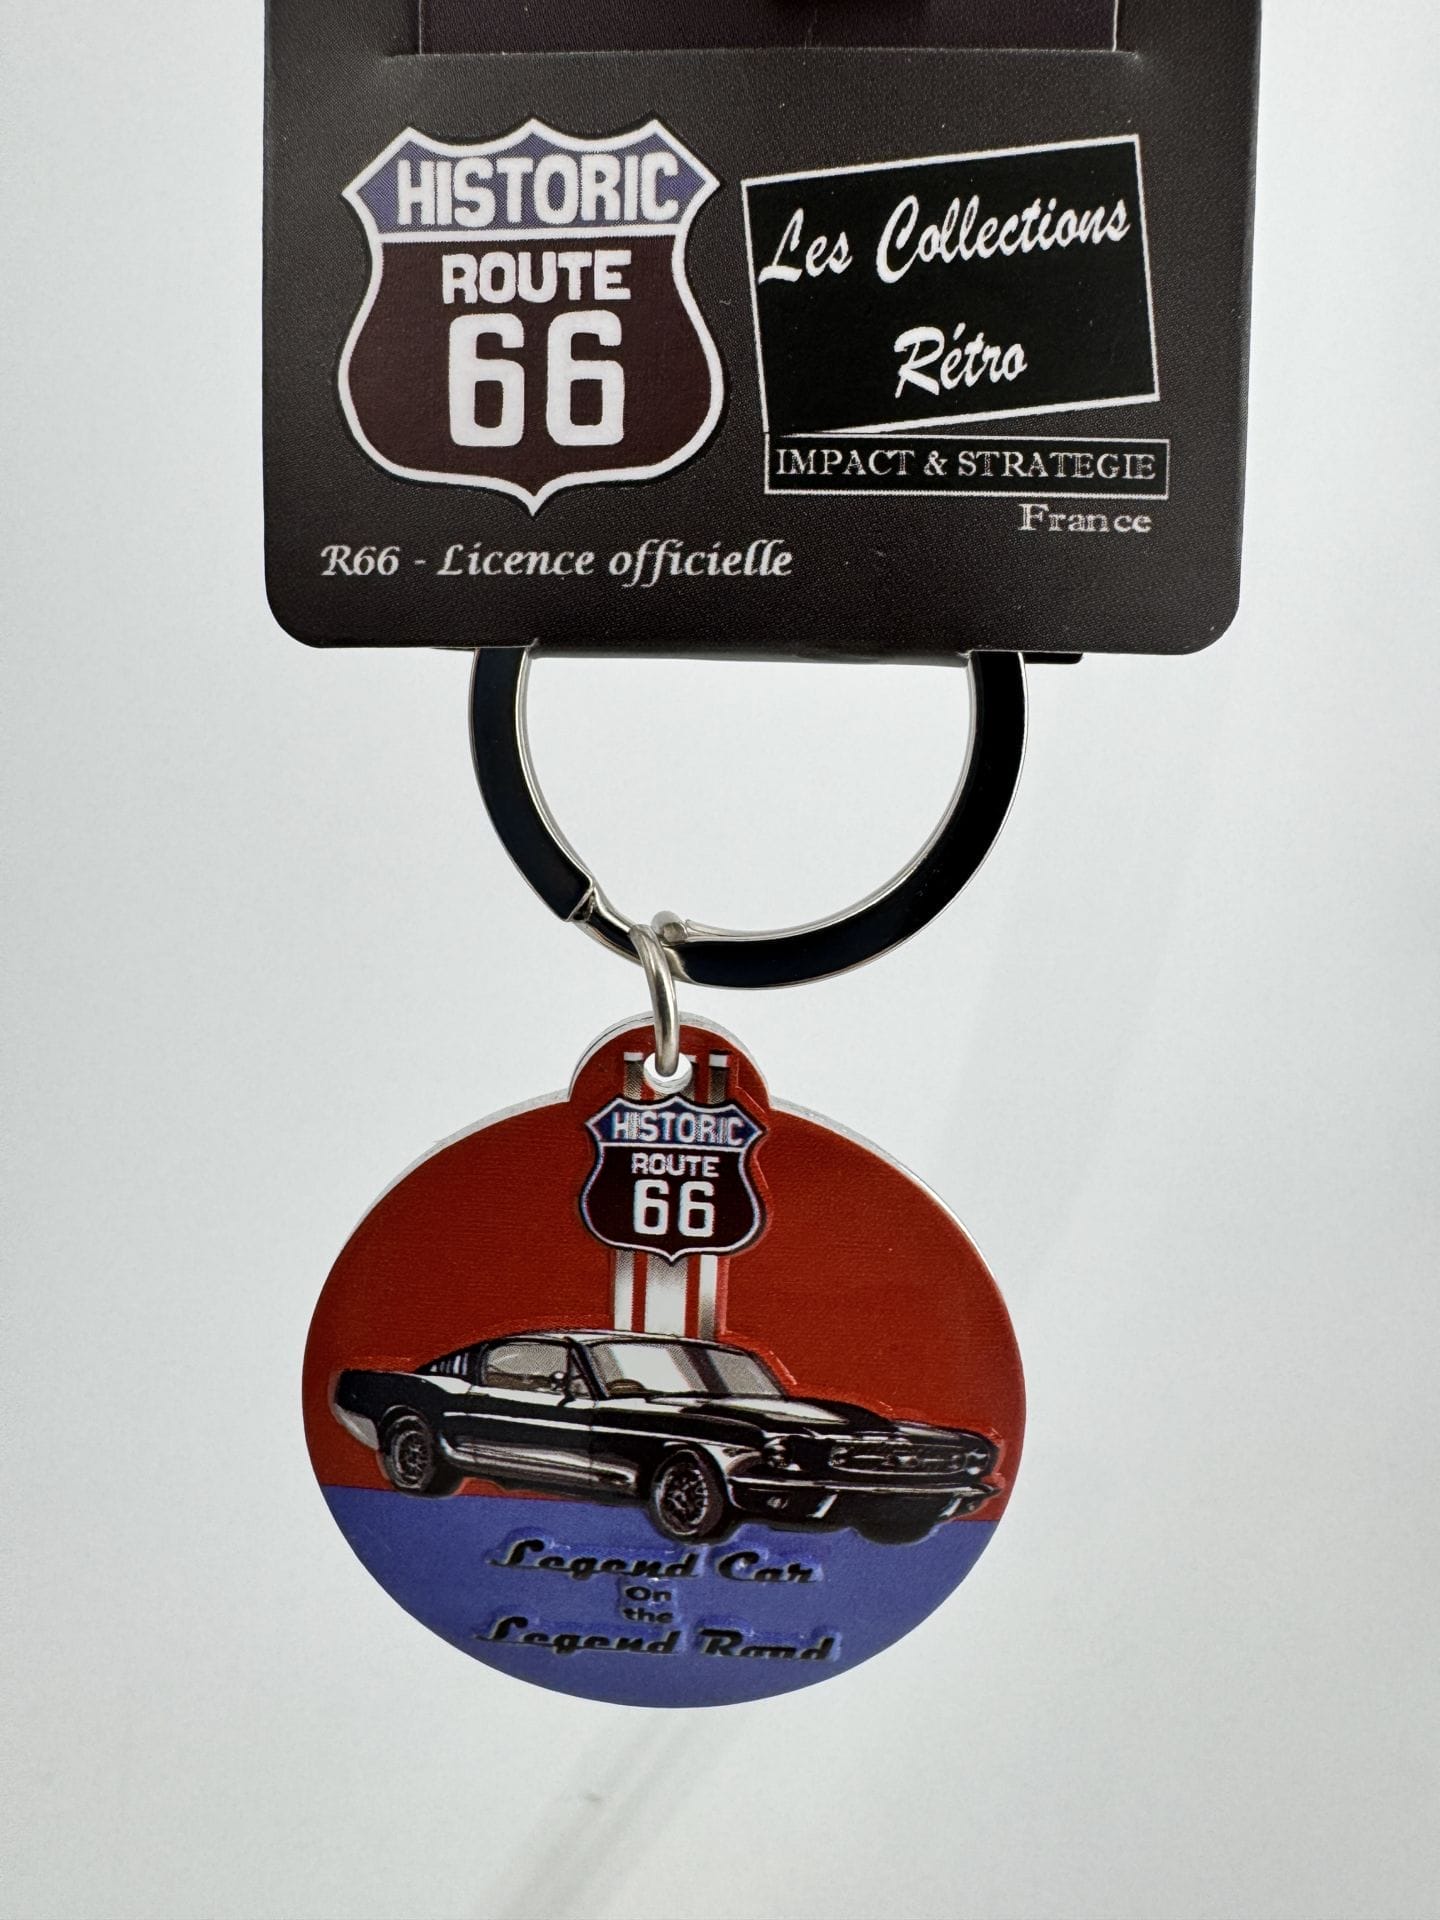 HISTORIC
ROUTE
66
Les Collections
Rétro
IMPACT & STRATEGIE
France
R66 - Licence officielle
HISTORIC
ROUTE
66
Legend Car
On
the
Legend Road